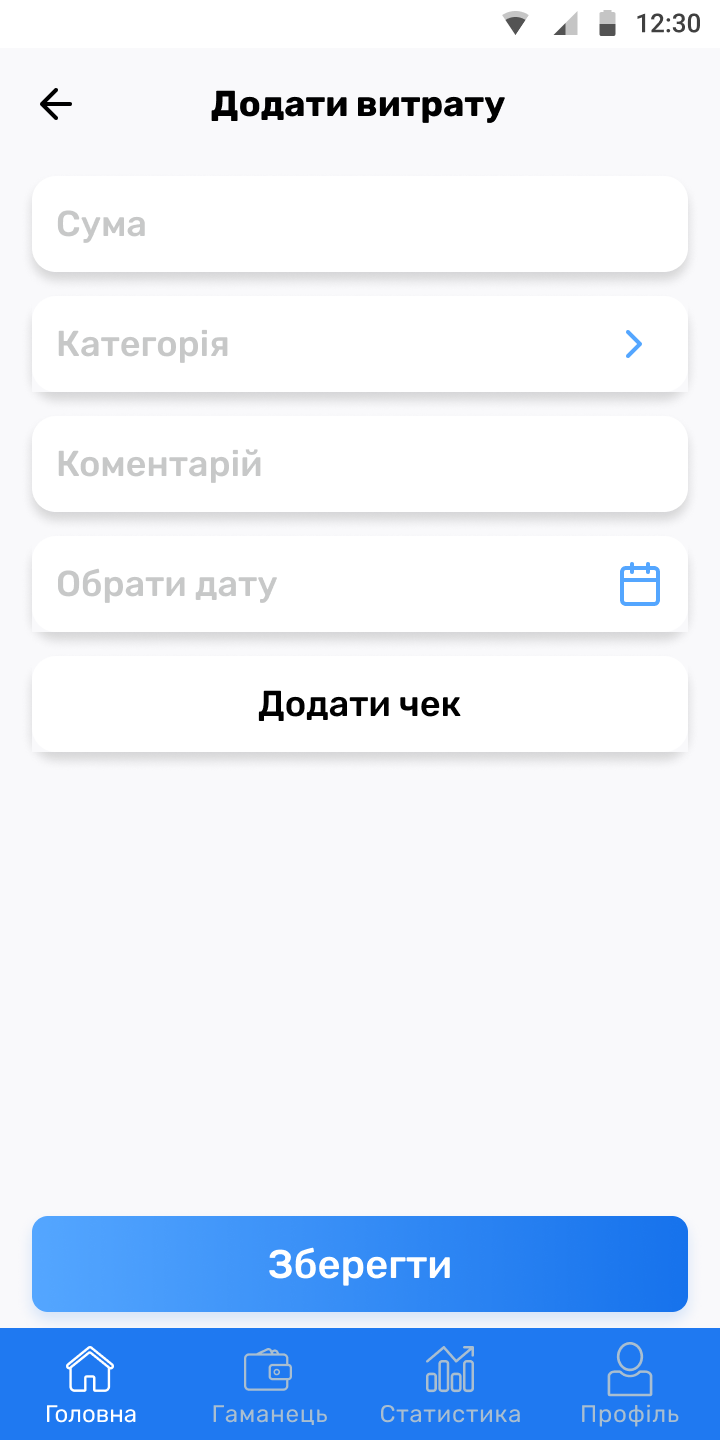 12:30
Додати витрату
Сума
Категорія
Коментарій
Обрати дату
Додати чек
Зберегти
Головна
Гаманець
Статистика
Профіль